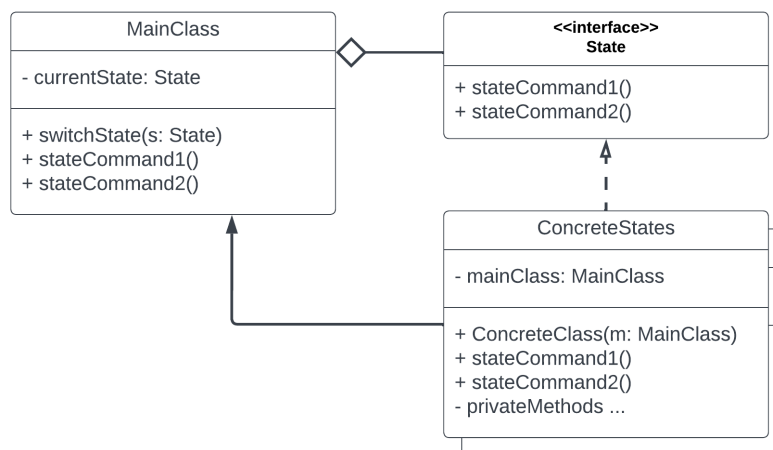 MainClass
- currentState: State
+ switchState(s: State)
+ stateCommand1()
+ stateCommand2()
<<interface>>
State
+ stateCommand1()
+ stateCommand2()
ConcreteStates
- mainClass: MainClass
+ ConcreteClass(m: MainClass)
+ stateCommand1()
+ stateCommand2()
- privateMethods ...